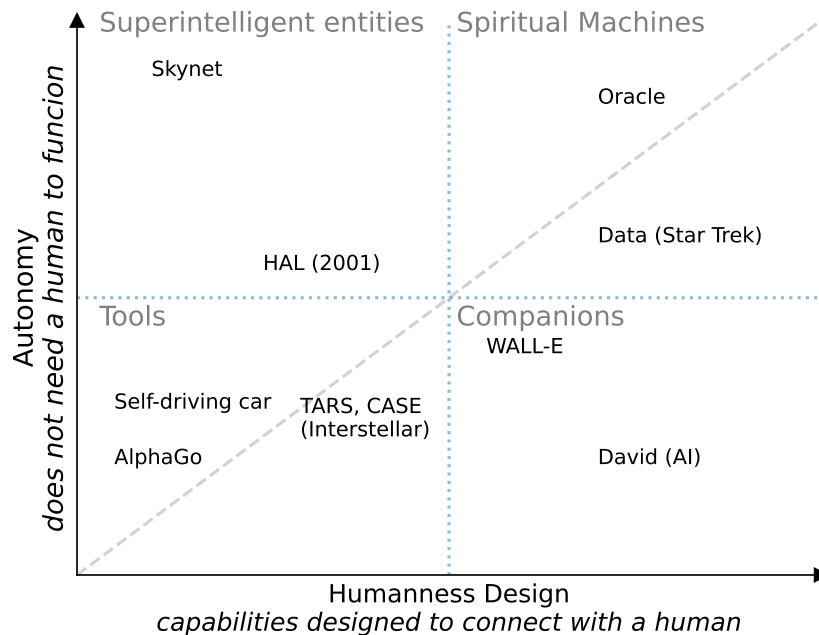 Superintelligent entities
Spiritual Machines
Skynet
Oracle
Data (Star Trek)
HAL (2001)
Tools
Companions
WALL-E
Self-driving car
TARS, CASE
(Interstellar)
AlphaGo
David (AI)
Autonomy
does not need a human to funcion
Humanness Design
capabilities designed to connect with a human